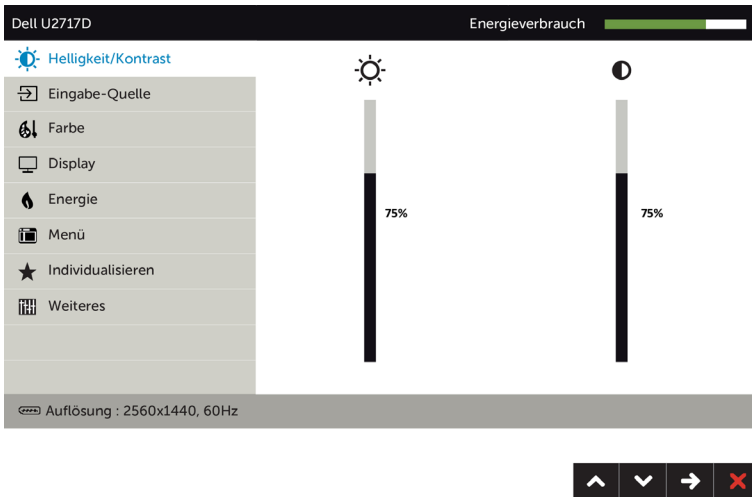 Dell U2717D
Energieverbrauch
Helligkeit/Kontrast
Eingabe-Quelle
Farbe
Display
Energie
Menü
Individualisieren
Weiteres
75%
75%
Auflösung : 2560x1440, 60Hz